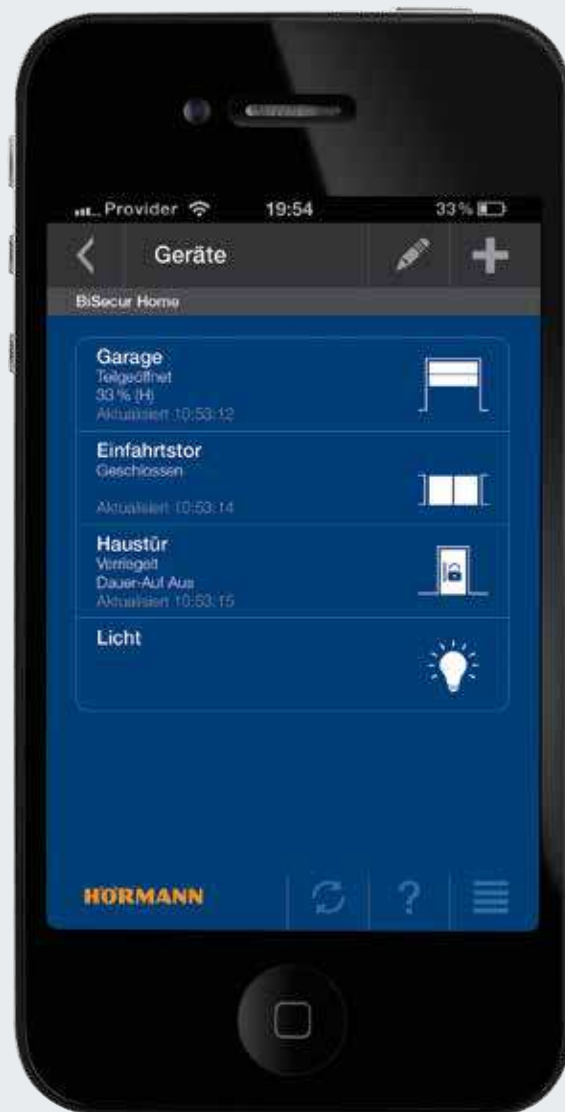 Provider 19:54 33 %
Geräte
BiSecur Home
Garage
Teilgeöffnet
33 % (H)
Aktualisiert 10:53:12
Einfahrtstor
Geschlossen
Aktualisiert 10:53:14
Haustür
Verriegelt
Dauer-Auf Aus
Aktualisiert 10:53:15
Licht
HÖRMANN
?